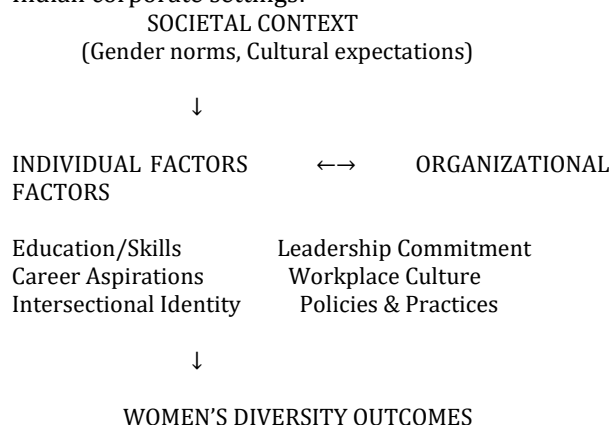 Indian corporate settings.
SOCIETAL CONTEXT
(Gender norms, Cultural expectations)
↓
INDIVIDUAL FACTORS ←→ ORGANIZATIONAL
FACTORS
Education/Skills Leadership Commitment
Career Aspirations Workplace Culture
Intersectional Identity Policies & Practices
↓
WOMEN’S DIVERSITY OUTCOMES